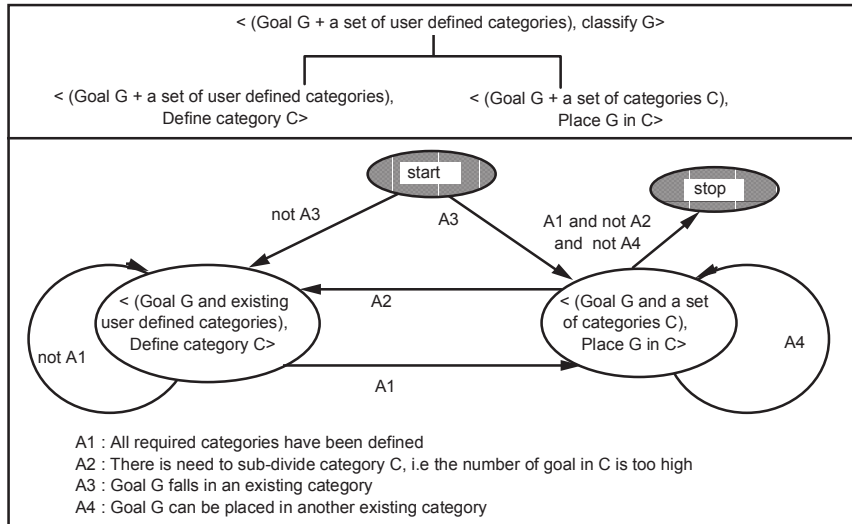 < (Goal G + a set of user defined categories), classify G>
< (Goal G + a set of user defined categories),
Define category C>
< (Goal G + a set of categories C),
Place G in C>
start
stop
not A3
A3
A1 and not A2
and not A4
< (Goal G and existing
user defined categories),
Define category C>
A2
< (Goal G and a set
of categories C),
Place G in C>
not A1
A4
A1
A1 : All required categories have been defined
A2 : There is need to sub-divide category C, i.e the number of goal in C is too high
A3 : Goal G falls in an existing category
A4 : Goal G can be placed in another existing category